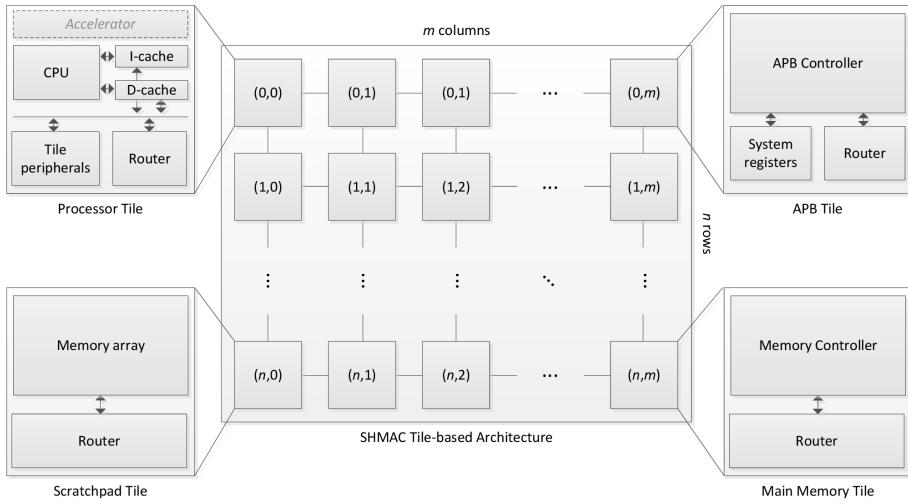 Accelerator
CPU
I-cache
D-cache
Tile
peripherals
Router
Processor Tile
m columns
(0,0)
(0,1)
(0,1)
...
(0,m)
(1,0)
(1,1)
(1,2)
...
(1,m)
n rows
(n,0)
(n,1)
(n,2)
...
(n,m)
SHMAC Tile-based Architecture
APB Controller
System
registers
Router
APB Tile
Memory array
Router
Scratchpad Tile
Memory Controller
Router
Main Memory Tile